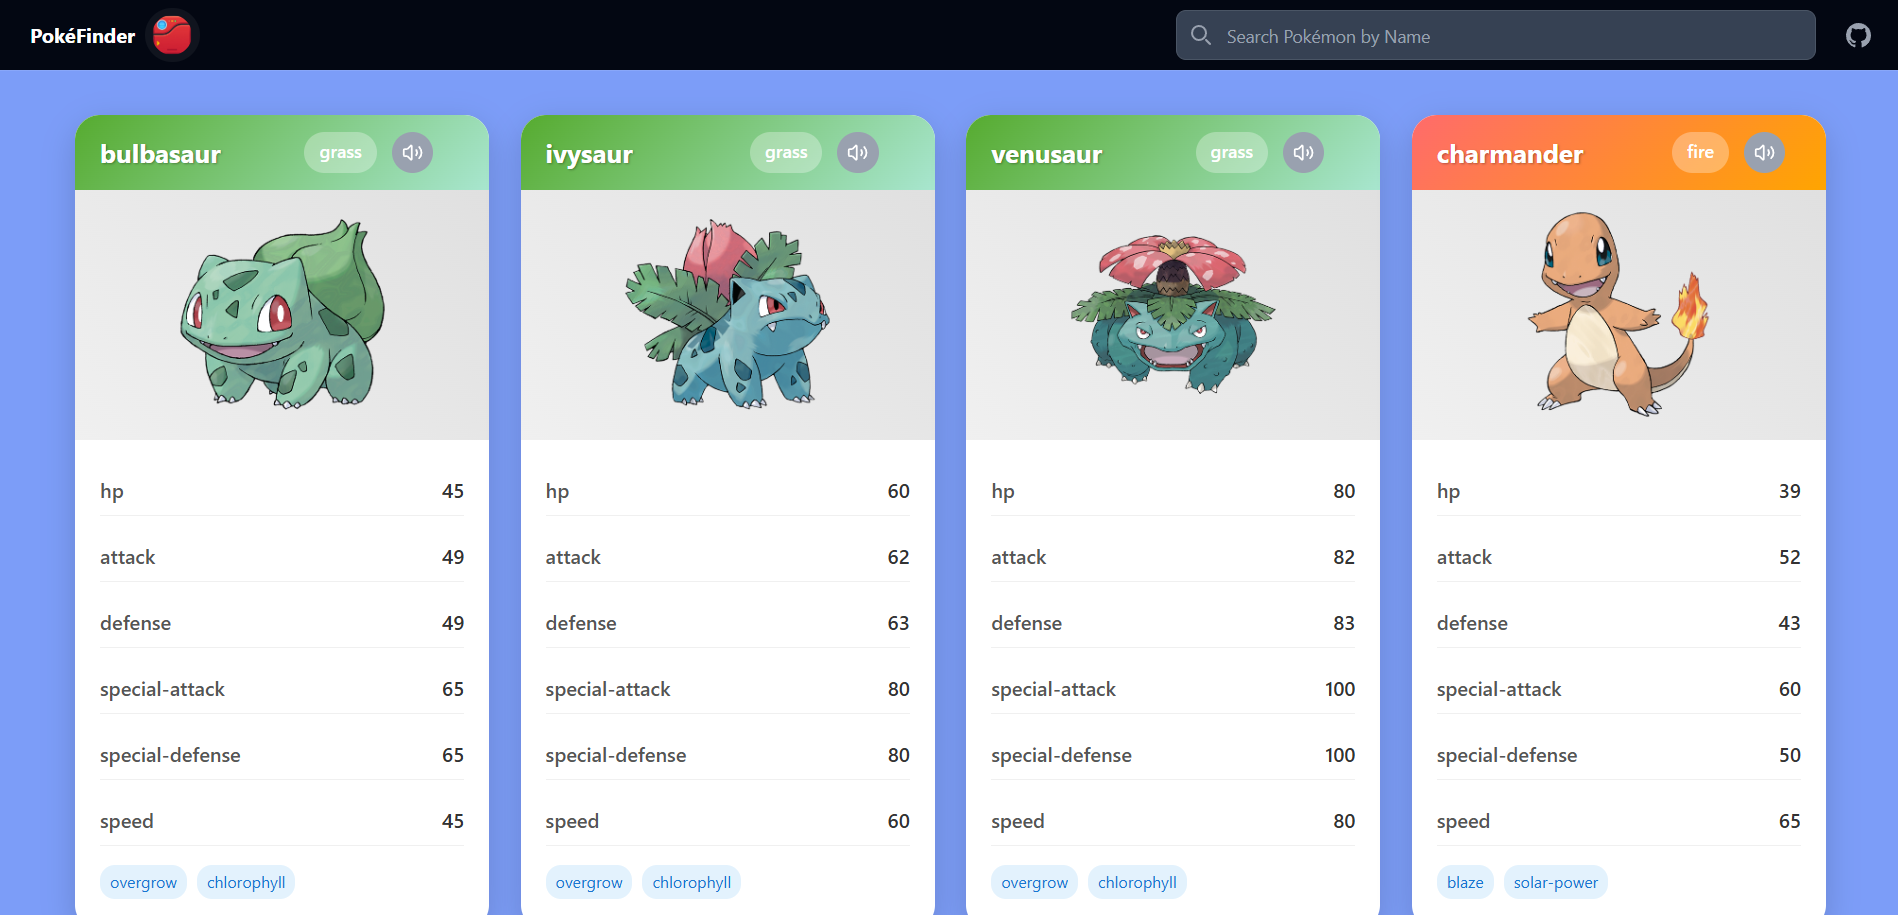 PokéFinder
Search Pokémon by Name
bulbasaur grass
hp 45
attack 49
defense 49
special-attack 65
special-defense 65
speed 45
overgrow chlorophyll
ivysaur grass
hp 60
attack 62
defense 63
special-attack 80
special-defense 80
speed 60
overgrow chlorophyll
venusaur grass
hp 80
attack 82
defense 83
special-attack 100
special-defense 100
speed 80
overgrow chlorophyll
charmander fire
hp 39
attack 52
defense 43
special-attack 60
special-defense 50
speed 65
blaze solar-power